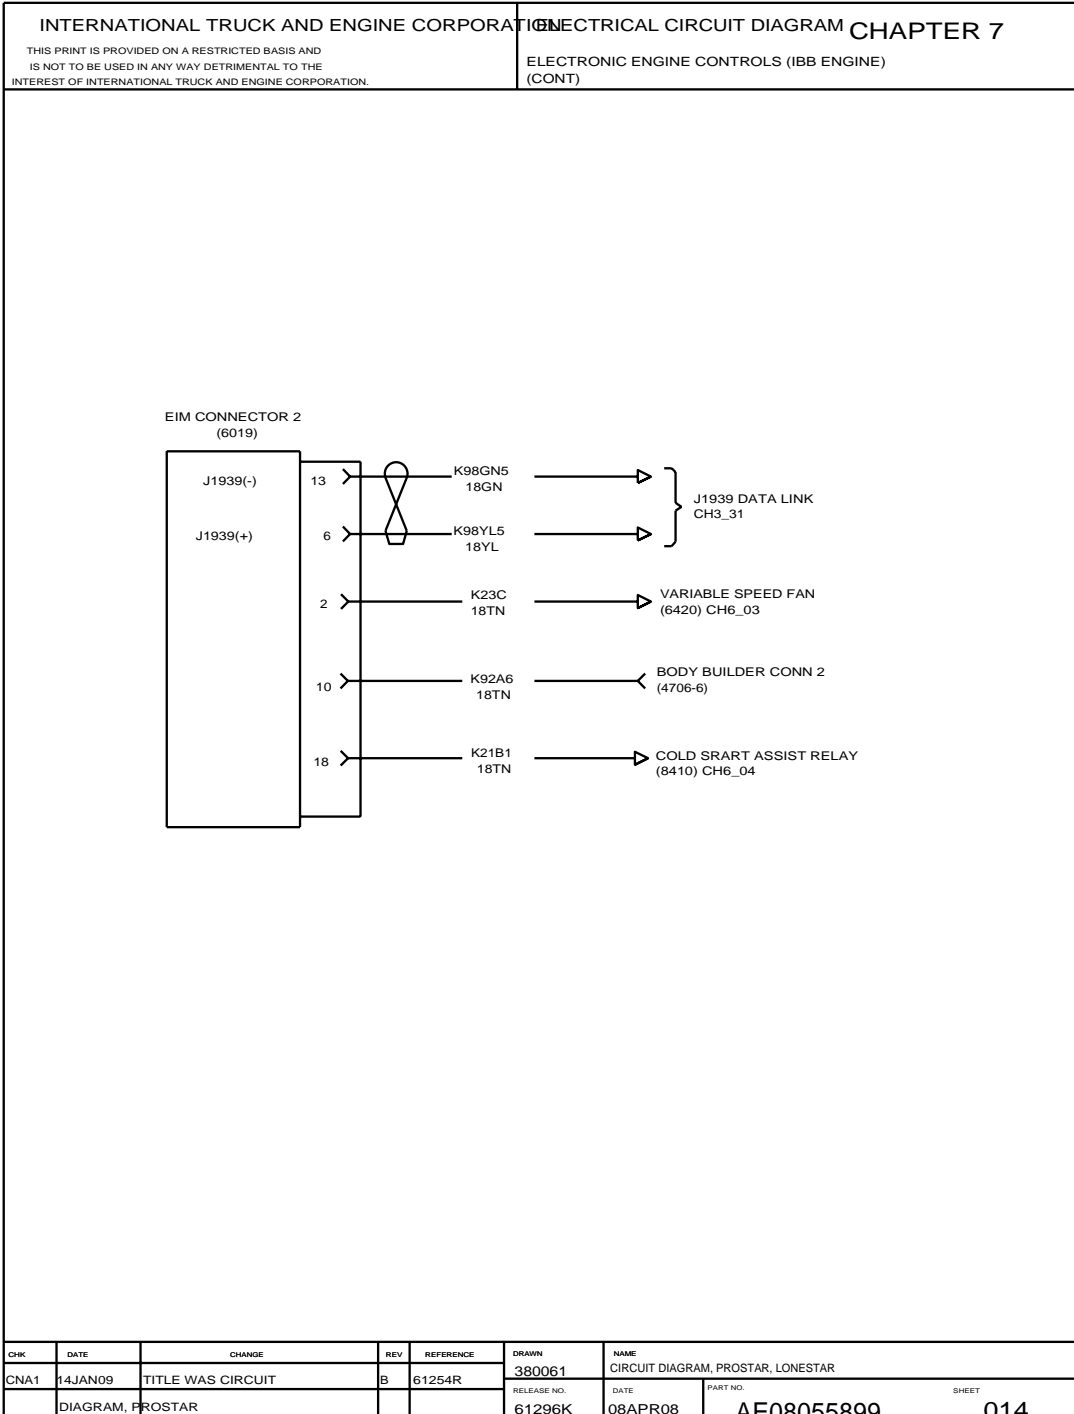 INTERNATIONAL TRUCK AND ENGINE CORPORATION
THIS PRINT IS PROVIDED ON A RESTRICTED BASIS AND
IS NOT TO BE USED IN ANY WAY DETRIMENTAL TO THE
INTEREST OF INTERNATIONAL TRUCK AND ENGINE CORPORATION.
ELECTRICAL CIRCUIT DIAGRAM
CHAPTER 7
ELECTRONIC ENGINE CONTROLS (IBB ENGINE)
(CONT)
EIM CONNECTOR 2
(6019)
J1939(-)
13
K98GN5
18GN
J1939 DATA LINK
CH3_31
J1939(+)
6
K98YL5
18YL
2
K23C
18TN
VARIABLE SPEED FAN
(6420) CH6_03
10
K92A6
18TN
BODY BUILDER CONN 2
(4706-6)
18
K21B1
18TN
COLD SRART ASSIST RELAY
(8410) CH6_04
CHK DATE CHANGE REV REFERENCE
CNA1 14JAN09 TITLE WAS CIRCUIT B 61254R
DIAGRAM, PROSTAR
DRAWN
380061
NAME
CIRCUIT DIAGRAM, PROSTAR, LONESTAR
RELEASE NO.
61296K
DATE
08APR08
PART NO.
AE08055899
SHEET
014